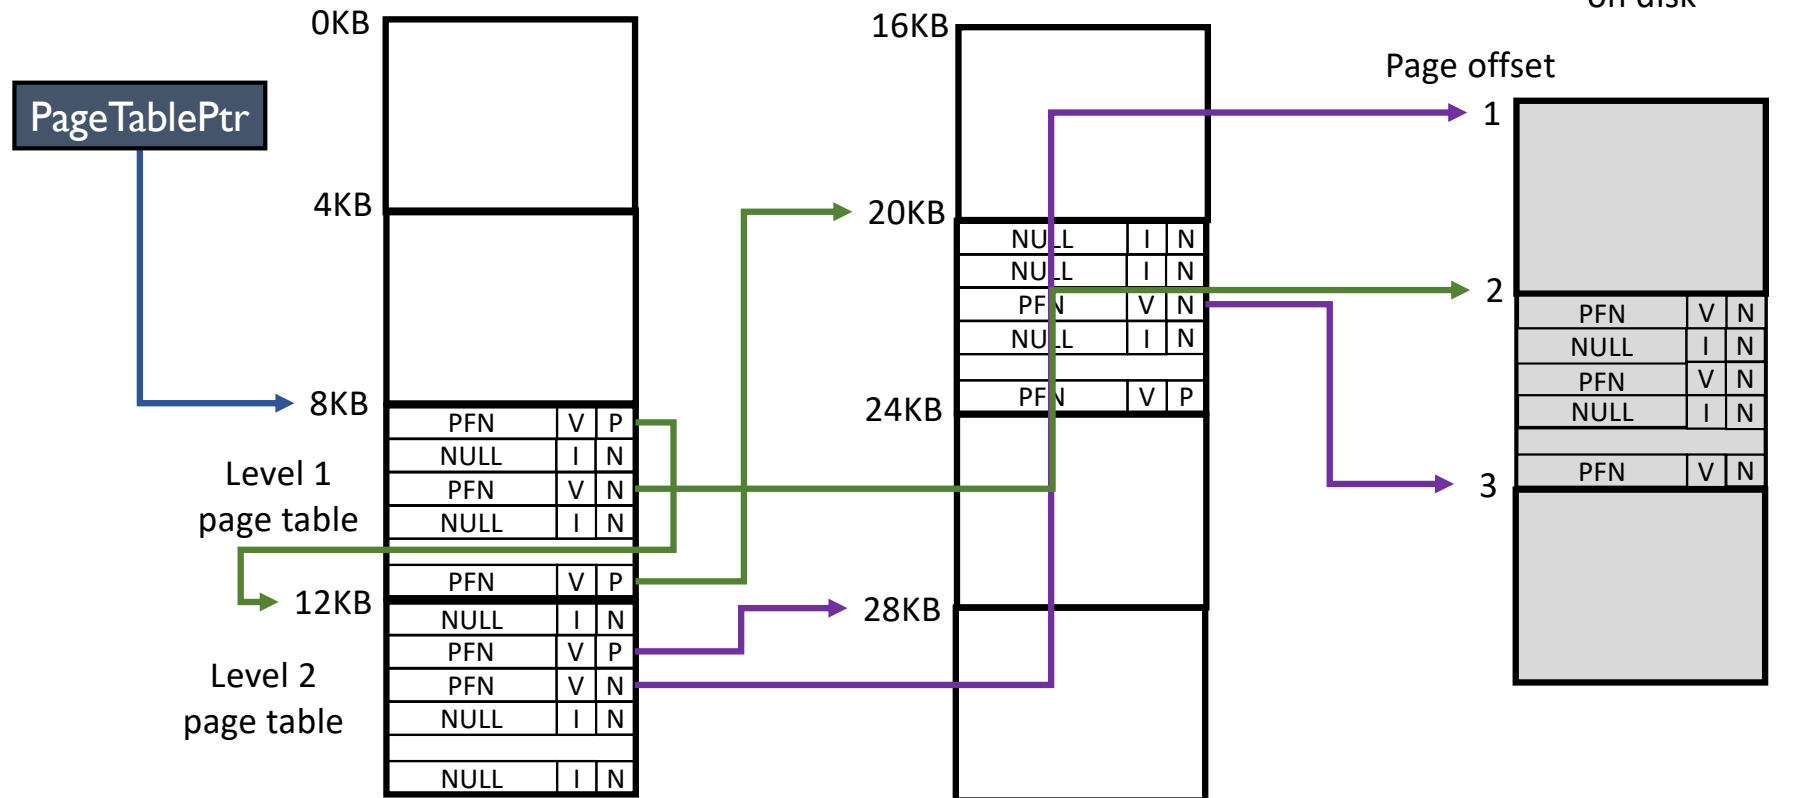 on disk
0KB
16KB
Page offset
PageTablePtr
1
4KB
20KB
NULL I N
NULL I N
2
PFN V N
PFN V N
NULL I N
NULL I N
PFN V N
NULL I N
PFN V P
8KB
24KB
PFN V P
NULL I N
PFN V N
NULL I N
PFN V P
Level 1
page table
PFN V N
3
12KB
28KB
NULL I N
PFN V P
PFN V N
NULL I N
NULL I N
Level 2
page table